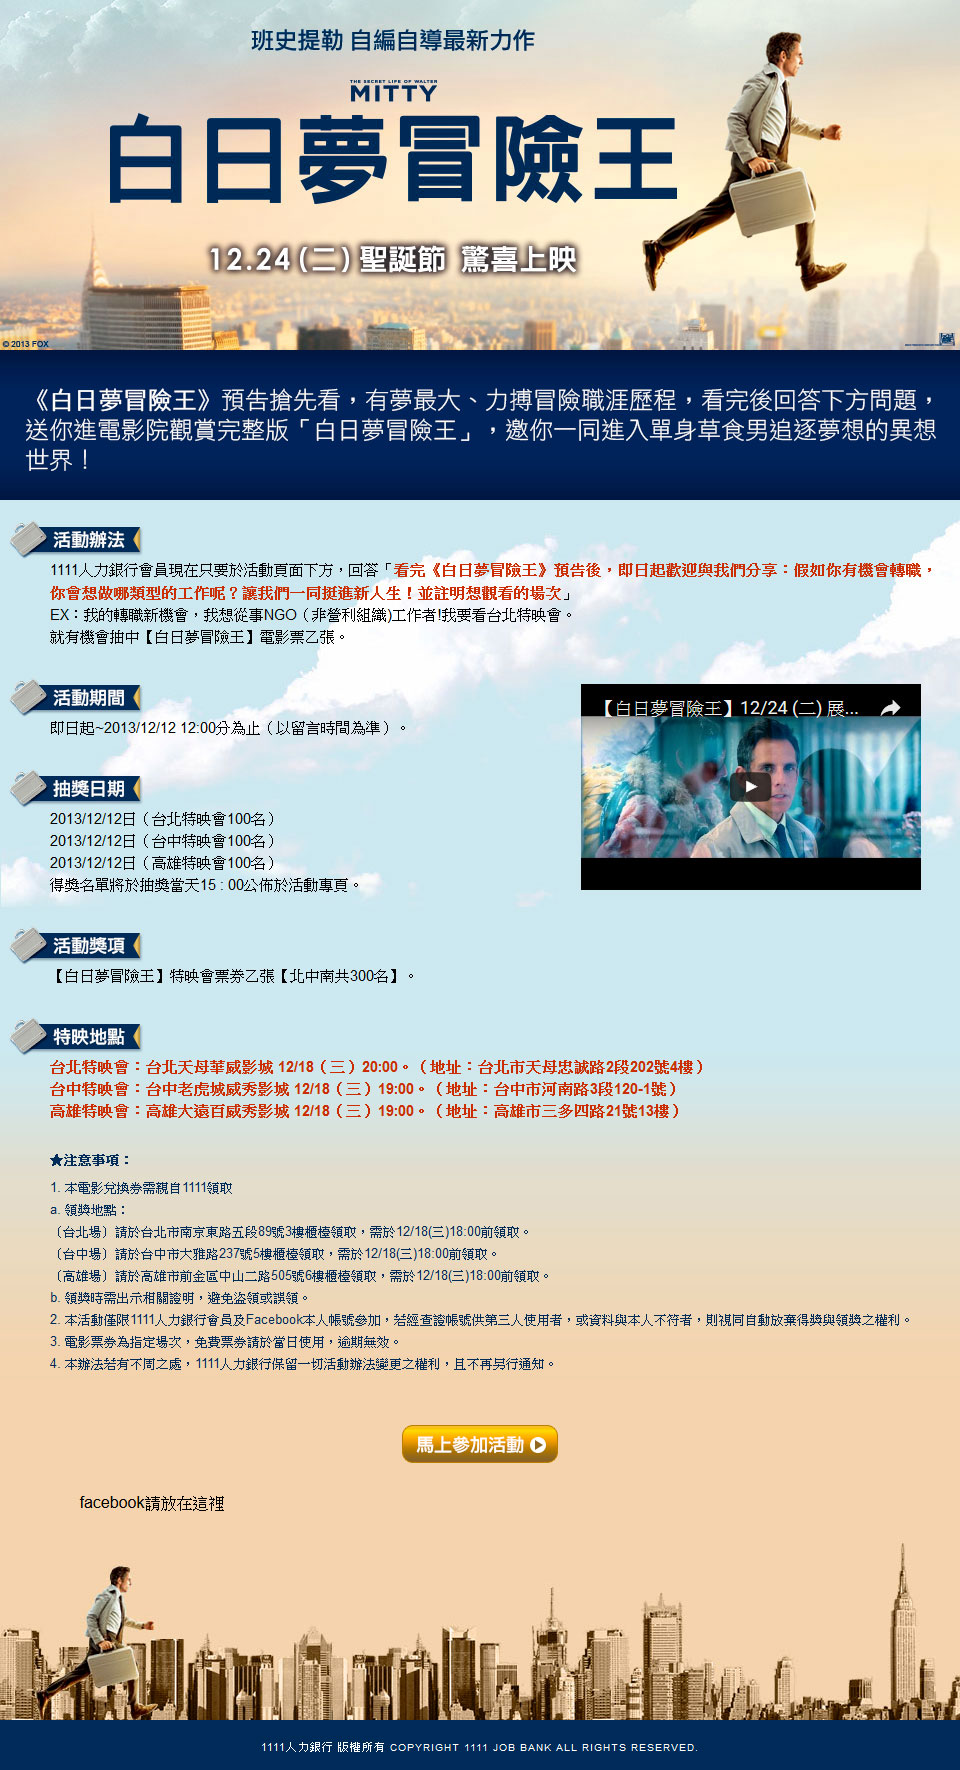 班史提勒 自編自導最新力作
THE SECRET LIFE OF WALTER
MITTY
白日夢冒險王
12.24 (二) 聖誕節 驚喜上映
© 2013 FOX
《白日夢冒險王》預告搶先看，有夢最大、力搏冒險職涯歷程，看完後回答下方問題，
送你進電影院觀賞完整版「白日夢冒險王」，邀你一同進入單身草食男追逐夢想的異想
世界！
活動辦法
1111人力銀行會員現在只要於活動頁面下方，回答「看完《白日夢冒險王》預告後，即日起歡迎與我們分享：假如你有機會轉職，
你會想做哪類型的工作呢？讓我們一同挺進新人生！並註明想觀看的場次」
EX：我的轉職新機會，我想從事NGO（非營利組織)工作者!我要看台北特映會。
就有機會抽中【白日夢冒險王】電影票乙張。
活動期間
即日起~2013/12/12 12:00分為止（以留言時間為準）。
【白日夢冒險王】12/24 (二) 展...
抽獎日期
2013/12/12日（台北特映會100名）
2013/12/12日（台中特映會100名）
2013/12/12日（高雄特映會100名）
得獎名單將於抽獎當天15 : 00公佈於活動專頁。
活動獎項
【白日夢冒險王】特映會票券乙張【北中南共300名】。
特映地點
台北特映會：台北天母華威影城 12/18（三）20:00。（地址：台北市天母忠誠路2段202號4樓）
台中特映會：台中老虎城威秀影城 12/18（三）19:00。（地址：台中市河南路3段120-1號）
高雄特映會：高雄大遠百威秀影城 12/18（三）19:00。（地址：高雄市三多四路21號13樓）
★注意事項：
1. 本電影兌換券需親自1111領取
a. 領獎地點：
〔台北場〕請於台北市南京東路五段89號3樓櫃檯領取，需於12/18(三)18:00前領取。
〔台中場〕請於台中市大雅路237號5樓櫃檯領取，需於12/18(三)18:00前領取。
〔高雄場〕請於高雄市前金區中山二路505號6樓櫃檯領取，需於12/18(三)18:00前領取。
b. 領獎時需出示相關證明，避免盜領或誤領。
2. 本活動僅限1111人力銀行會員及Facebook本人帳號參加，若經查證帳號供第三人使用者，或資料與本人不符者，則視同自動放棄得獎與領獎之權利。
3. 電影票券為指定場次，免費票券請於當日使用，逾期無效。
4. 本辦法若有不周之處，1111人力銀行保留一切活動辦法變更之權利，且不再另行通知。
馬上參加活動
facebook請放在這裡
1111人力銀行 版權所有 COPYRIGHT 1111 JOB BANK ALL RIGHTS RESERVED.